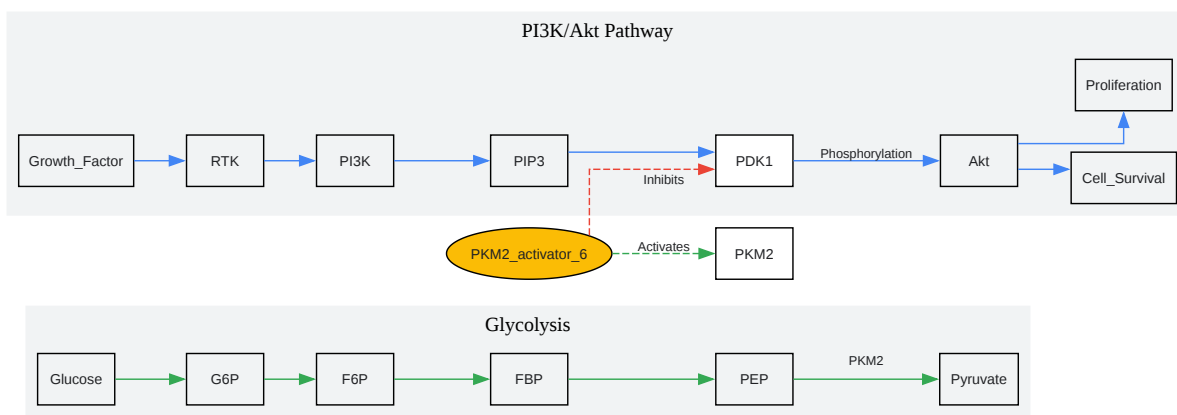 PI3K/Akt Pathway
Proliferation
Growth_Factor
RTK
PI3K
PIP3
PDK1
Phosphorylation
Akt
Cell_Survival
Inhibits
PKM2_activator_6
Activates
PKM2
Glycolysis
Glucose
G6P
F6P
FBP
PEP
PKM2
Pyruvate